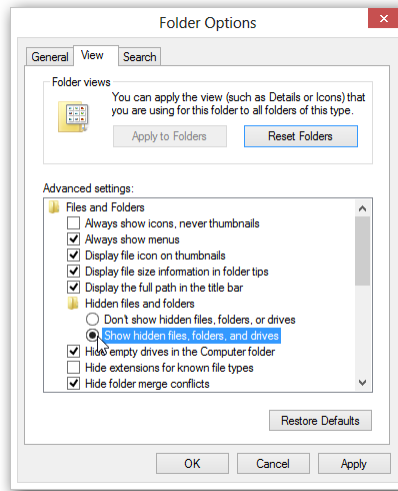 Folder Options
General
View
Search
Folder views
You can apply the view (such as Details or Icons) that
you are using for this folder to all folders of this type.
Apply to Folders
Reset Folders
Advanced settings:
Files and Folders
Always show icons, never thumbnails
Always show menus
Display file icon on thumbnails
Display file size information in folder tips
Display the full path in the title bar
Hidden files and folders
Don't show hidden files, folders, or drives
Show hidden files, folders, and drives
Hide empty drives in the Computer folder
Hide extensions for known file types
Hide folder merge conflicts
Restore Defaults
OK
Cancel
Apply